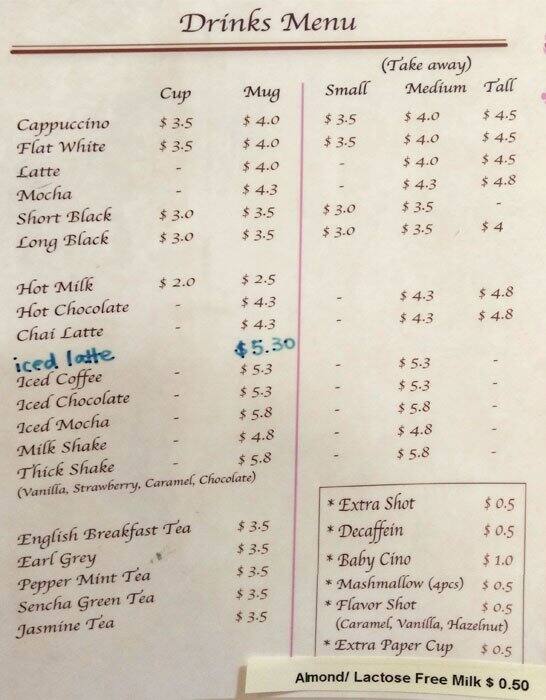 Drinks Menu
(Take away)
Cup Mug Small Medium Tall
Cappuccino $ 3.5 $ 4.0 $ 3.5 $ 4.0 $ 4.5
Flat White $ 3.5 $ 4.0 $ 3.5 $ 4.0 $ 4.5
Latte - $ 4.0 - $ 4.0 $ 4.5
Mocha - $ 4.3 - $ 4.3 $ 4.8
Short Black $ 3.0 $ 3.5 $ 3.0 $ 3.5 -
Long Black $ 3.0 $ 3.5 $ 3.0 $ 3.5 $ 4
Hot Milk $ 2.0 $ 2.5
Hot Chocolate - $ 4.3 - $ 4.3 $ 4.8
Chai Latte - $ 4.3 - $ 4.3 $ 4.8
iced latte $5.30
Iced Coffee - $ 5.3 - $ 5.3 -
Iced Chocolate - $ 5.3 - $ 5.3 -
Iced Mocha - $ 5.8 - $ 5.8 -
Milk Shake - $ 4.8 - $ 4.8 -
Thick Shake - $ 5.8 - $ 5.8 -
(Vanilla, Strawberry, Caramel, Chocolate)
English Breakfast Tea $ 3.5
Earl Grey $ 3.5
Pepper Mint Tea $ 3.5
Sencha Green Tea $ 3.5
Jasmine Tea $ 3.5
* Extra Shot $ 0.5
* Decaffein $ 0.5
* Baby Cino $ 1.0
* Mashmallow (4pcs) $ 0.5
* Flavor Shot $ 0.5
(Caramel, Vanilla, Hazelnut)
* Extra Paper Cup $ 0.5
Almond/ Lactose Free Milk $ 0.50